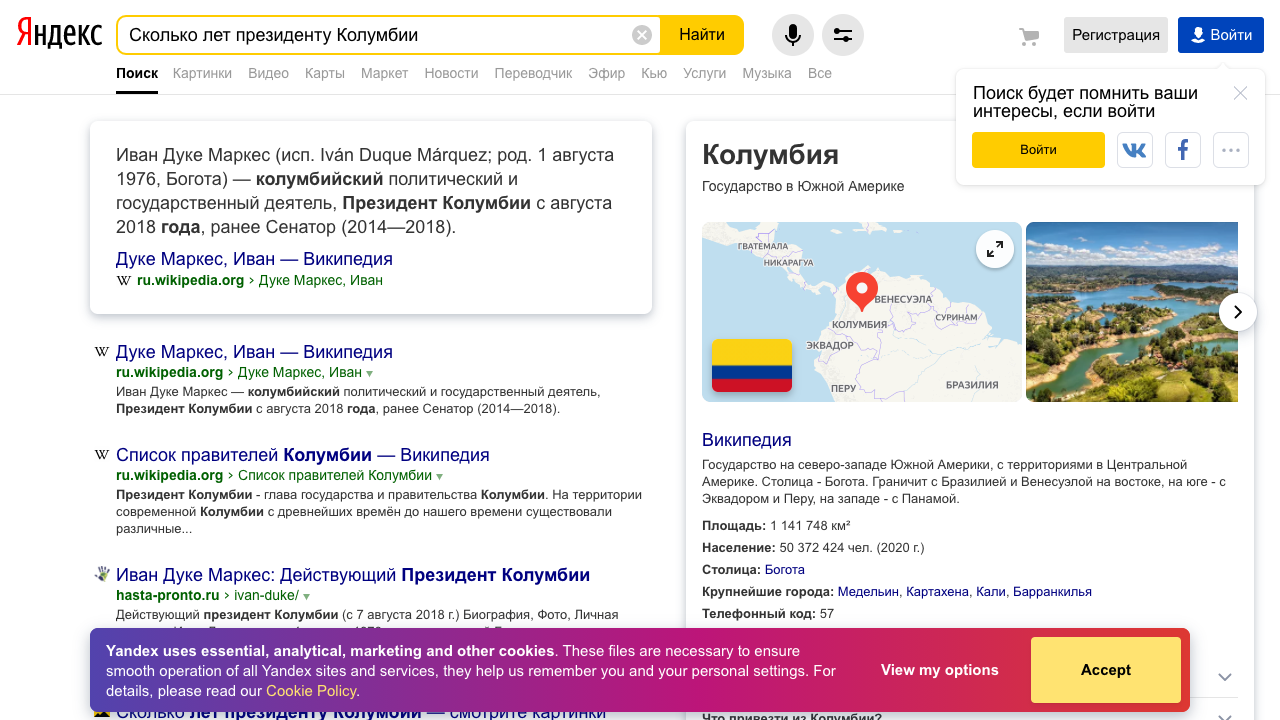 Яндекс
Сколько лет президенту Колумбии
Найти
Регистрация
Войти
Поиск Картинки Видео Карты Маркет Новости Переводчик Эфир Кью Услуги Музыка Все
Поиск будет помнить ваши
интересы, если войти
Войти
Иван Дуке Маркес (исп. Iván Duque Márquez; род. 1 августа
1976, Богота) — колумбийский политический и
государственный деятель, Президент Колумбии с августа
2018 года, ранее Сенатор (2014—2018).
Дуке Маркес, Иван — Википедия
W ru.wikipedia.org › Дуке Маркес, Иван
W Дуке Маркес, Иван — Википедия
ru.wikipedia.org › Дуке Маркес, Иван
Иван Дуке Маркес — колумбийский политический и государственный деятель,
Президент Колумбии с августа 2018 года, ранее Сенатор (2014—2018).
W Список правителей Колумбии — Википедия
ru.wikipedia.org › Список правителей Колумбии
Президент Колумбии - глава государства и правительства Колумбии. На территории
современной Колумбии с древнейших времён до нашего времени существовали
различные...
Иван Дуке Маркес: Действующий Президент Колумбии
hasta-pronto.ru › ivan-duke/
Действующий президент Колумбии (с 7 августа 2018 г.) Биография, Фото, Личная
Сколько лет президенту Колумбии — смотрите картинки
Колумбия
Государство в Южной Америке
ГВАТЕМАЛА
НИКАРАГУА
ВЕНЕСУЭЛА
СУРИНАМ
КОЛУМБИЯ
ЭКВАДОР
ПЕРУ
БРАЗИЛИЯ
Википедия
Государство на северо-западе Южной Америки, с территориями в Центральной
Америке. Столица - Богота. Граничит с Бразилией и Венесуэлой на востоке, на юге - с
Эквадором и Перу, на западе - с Панамой.
Площадь: 1 141 748 км²
Население: 50 372 424 чел. (2020 г.)
Столица: Богота
Крупнейшие города: Медельин, Картахена, Кали, Барранкилья
Телефонный код: 57
Что привезти из Колумбии?
Yandex uses essential, analytical, marketing and other cookies. These files are necessary to ensure
smooth operation of all Yandex sites and services, they help us remember you and your personal settings. For
details, please read our Cookie Policy.
View my options
Accept